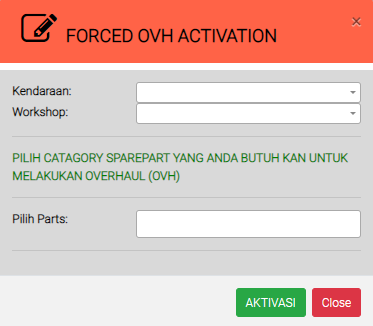 FORCED OVH ACTIVATION
×
Kendaraan:
Workshop:
PILIH CATAGORY SPAREPART YANG ANDA BUTUH KAN UNTUK
MELAKUKAN OVERHAUL (OVH)
Pilih Parts:
AKTIVASI
Close